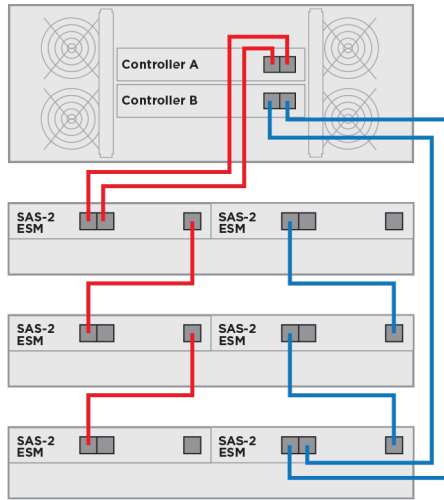 Controller A
Controller B
SAS-2
ESM
SAS-2
ESM
SAS-2
ESM
SAS-2
ESM
SAS-2
ESM
SAS-2
ESM